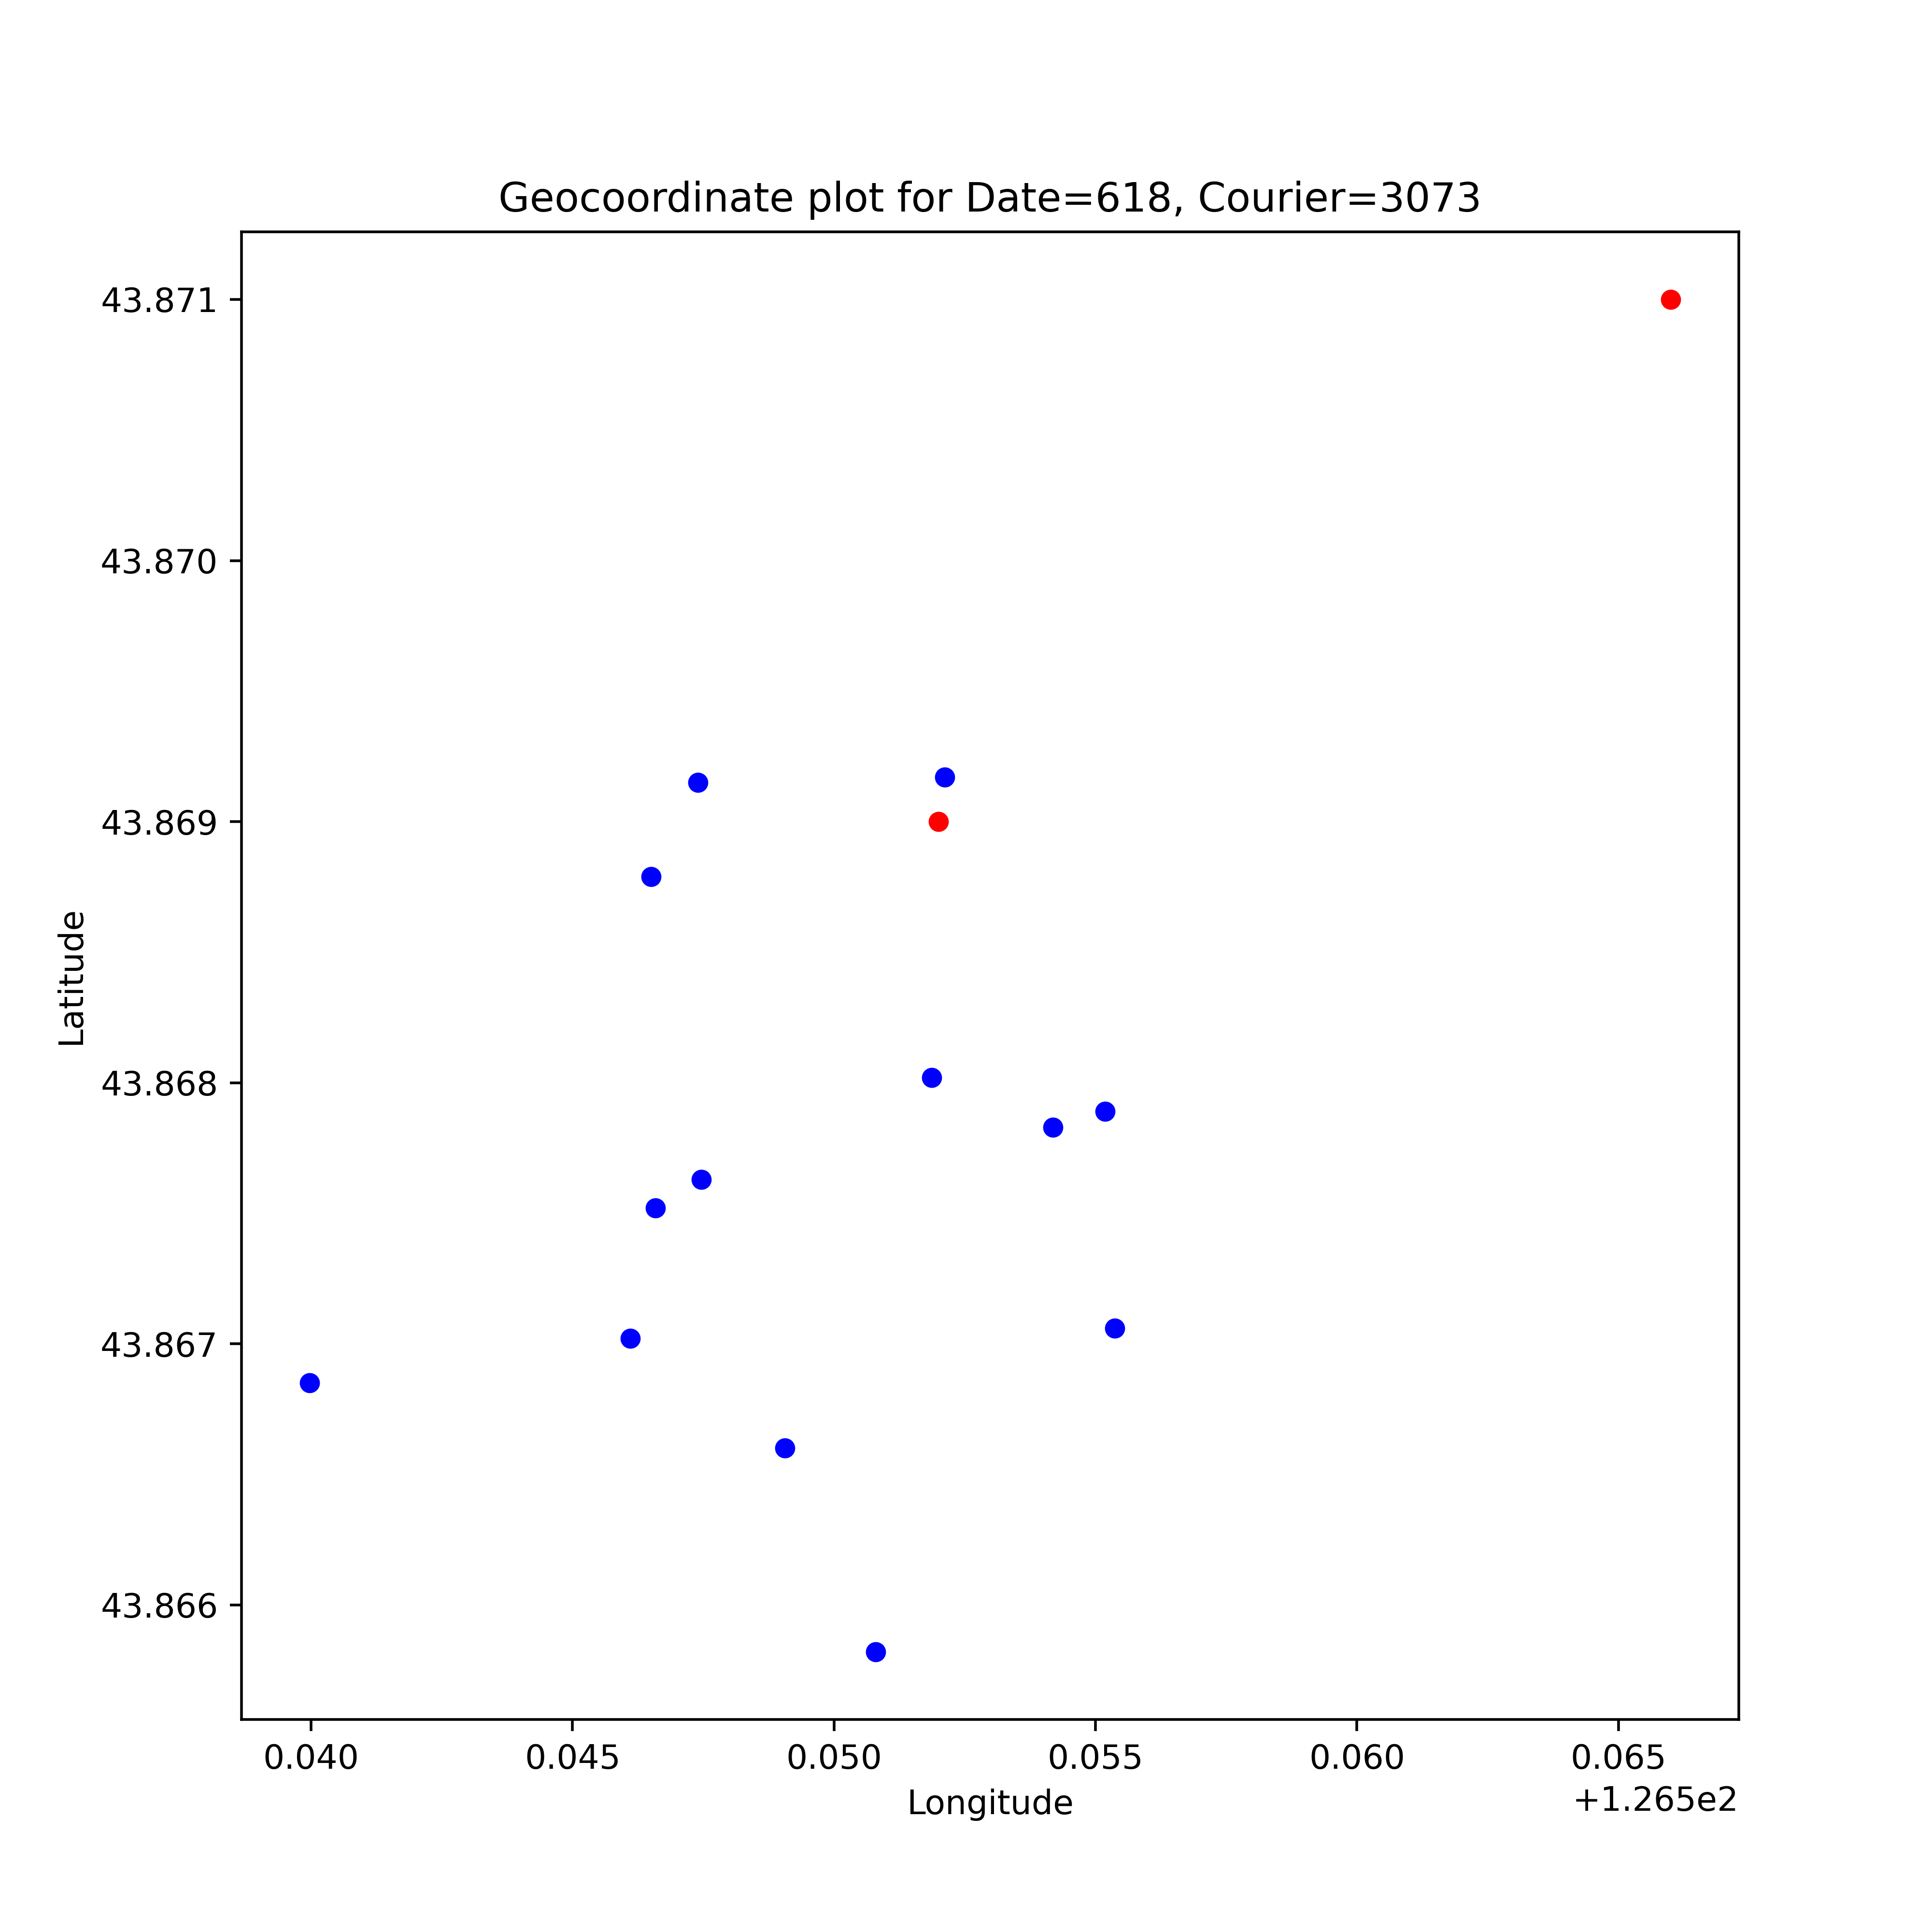 Geocoordinate plot for Date=618, Courier=3073
43.871
43.870
43.869
43.868
43.867
43.866
Latitude
0.040 0.045 0.050 0.055 0.060 0.065
+1.265e2
Longitude